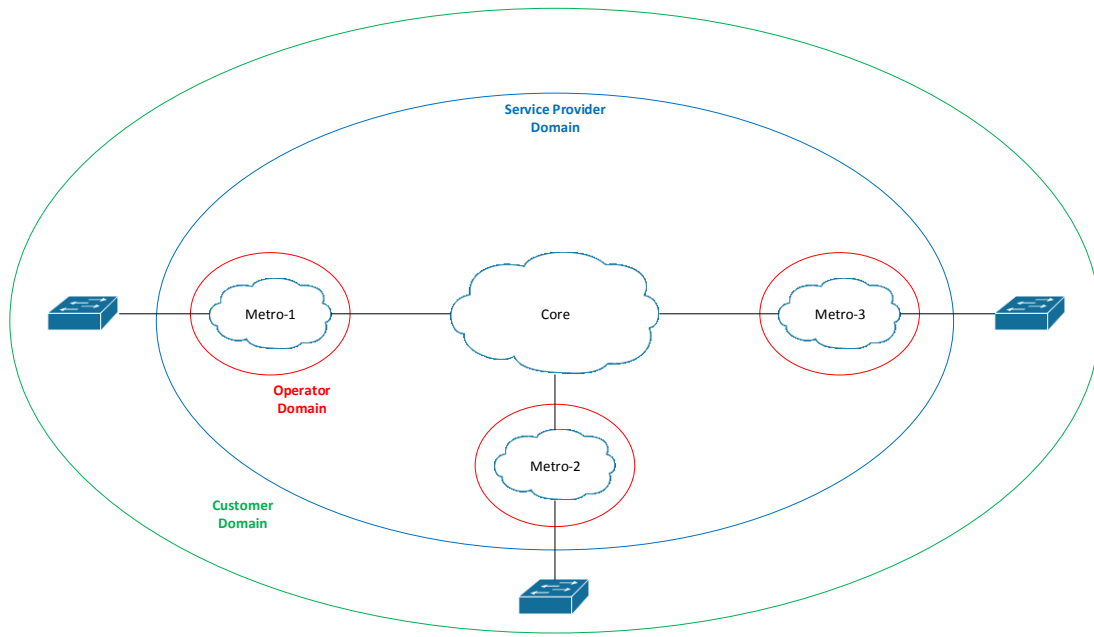 Service Provider
Domain
Metro-1
Core
Metro-3
Operator
Domain
Metro-2
Customer
Domain